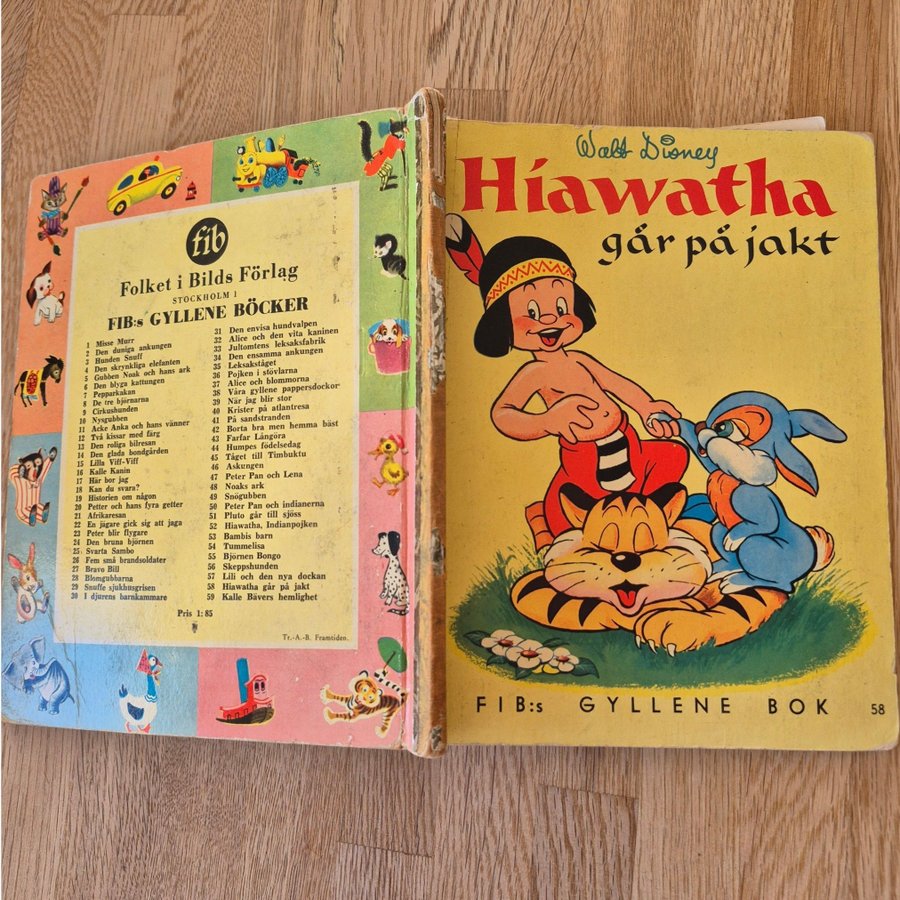 fib
Folket i Bilds Förlag
STOCKHOLM 1
FIB:s GYLLENE BÖCKER
1 Misse Murr
2 Den duniga ankungen
3 Hunden Snuff
4 Den skrynkliga elefanten
5 Gubben Noak och hans ark
6 Den blyga kattungen
7 Pepparkakan
8 De tre björnarna
9 Cirkushunden
10 Nysgubben
11 Acke Anka och hans vänner
12 Två kissar med färg
13 Den roliga bilresan
14 Den glada bondgården
15 Lilla Viff-Viff
16 Kalle Kanin
17 Här bor jag
18 Kan du svara?
19 Historien om någon
20 Petter och hans fyra getter
21 Afrikaresan
22 En jägare gick sig att jaga
23 Peter blir flygare
24 Den bruna björnen
25 Svarta Sambo
26 Fem små brandsoldater
27 Bravo Bill
28 Blomgubbarna
29 Snuffe sjukhusgrisen
30 I djurens barnkammare
31 Den envisa hundvalpen
32 Alice och den vita kaninen
33 Jultomtens leksaksfabrik
34 Den ensamma ankungen
35 Leksakståget
36 Pojken i stövlarna
37 Alice och blommorna
38 Våra gyllene pappersdockor
39 När jag blir stor
40 Krister på atlantresa
41 På sandstranden
42 Borta bra men hemma bäst
43 Farfar Långöra
44 Humpes födelsedag
45 Tåget till Timbuktu
46 Askungen
47 Peter Pan och Lena
48 Noaks ark
49 Snögubben
50 Peter Pan och indianerna
51 Pluto går till sjöss
52 Hiawatha, Indianpojken
53 Bambis barn
54 Tummelisa
55 Björnen Bongo
56 Skeppshunden
57 Lili och den nya dockan
58 Hiawatha går på jakt
59 Kalle Bävers hemlighet
Pris 1:85
Tr.-A.-B. Framtiden.
Walt Disney
Hiawatha
går på jakt
FIB:s GYLLENE BOK 58